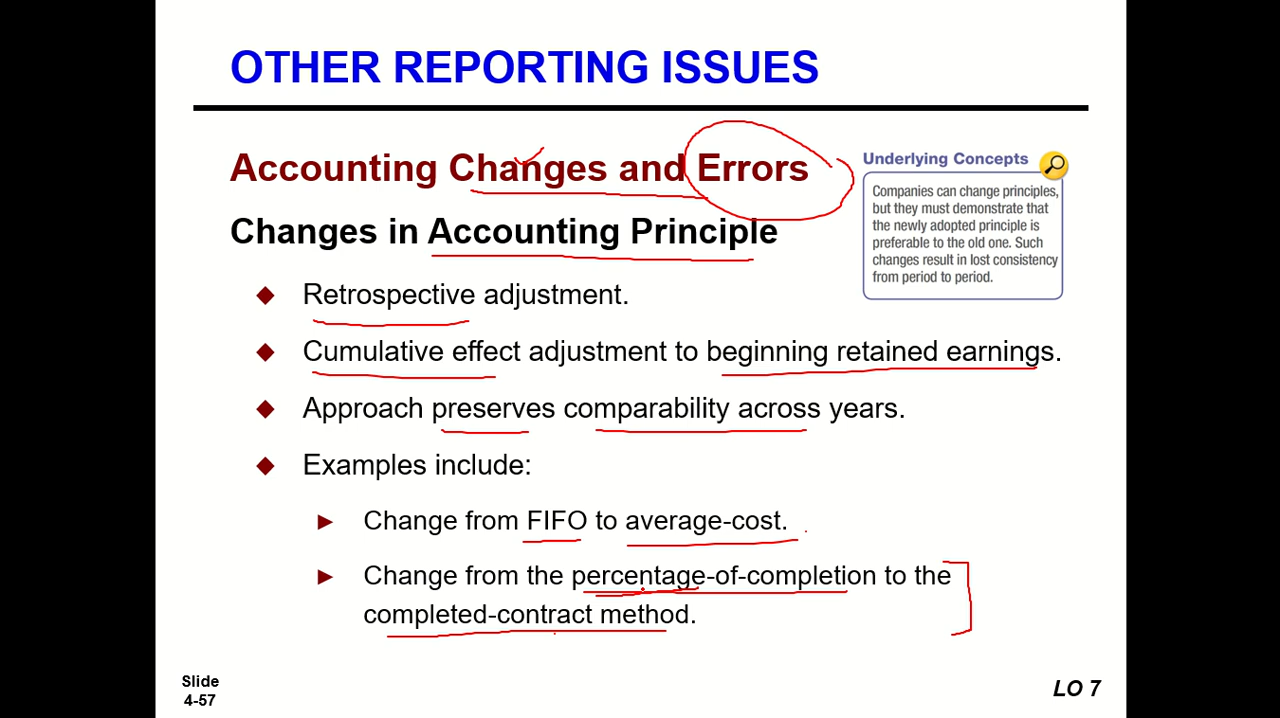 OTHER REPORTING ISSUES
Accounting Changes and Errors
Changes in Accounting Principle
Underlying Concepts
Companies can change principles,
but they must demonstrate that
the newly adopted principle is
preferable to the old one. Such
changes result in lost consistency
from period to period.
◆ Retrospective adjustment.
◆ Cumulative effect adjustment to beginning retained earnings.
◆ Approach preserves comparability across years.
◆ Examples include:
► Change from FIFO to average-cost.
► Change from the percentage-of-completion to the
completed-contract method.
Slide
4-57
LO 7